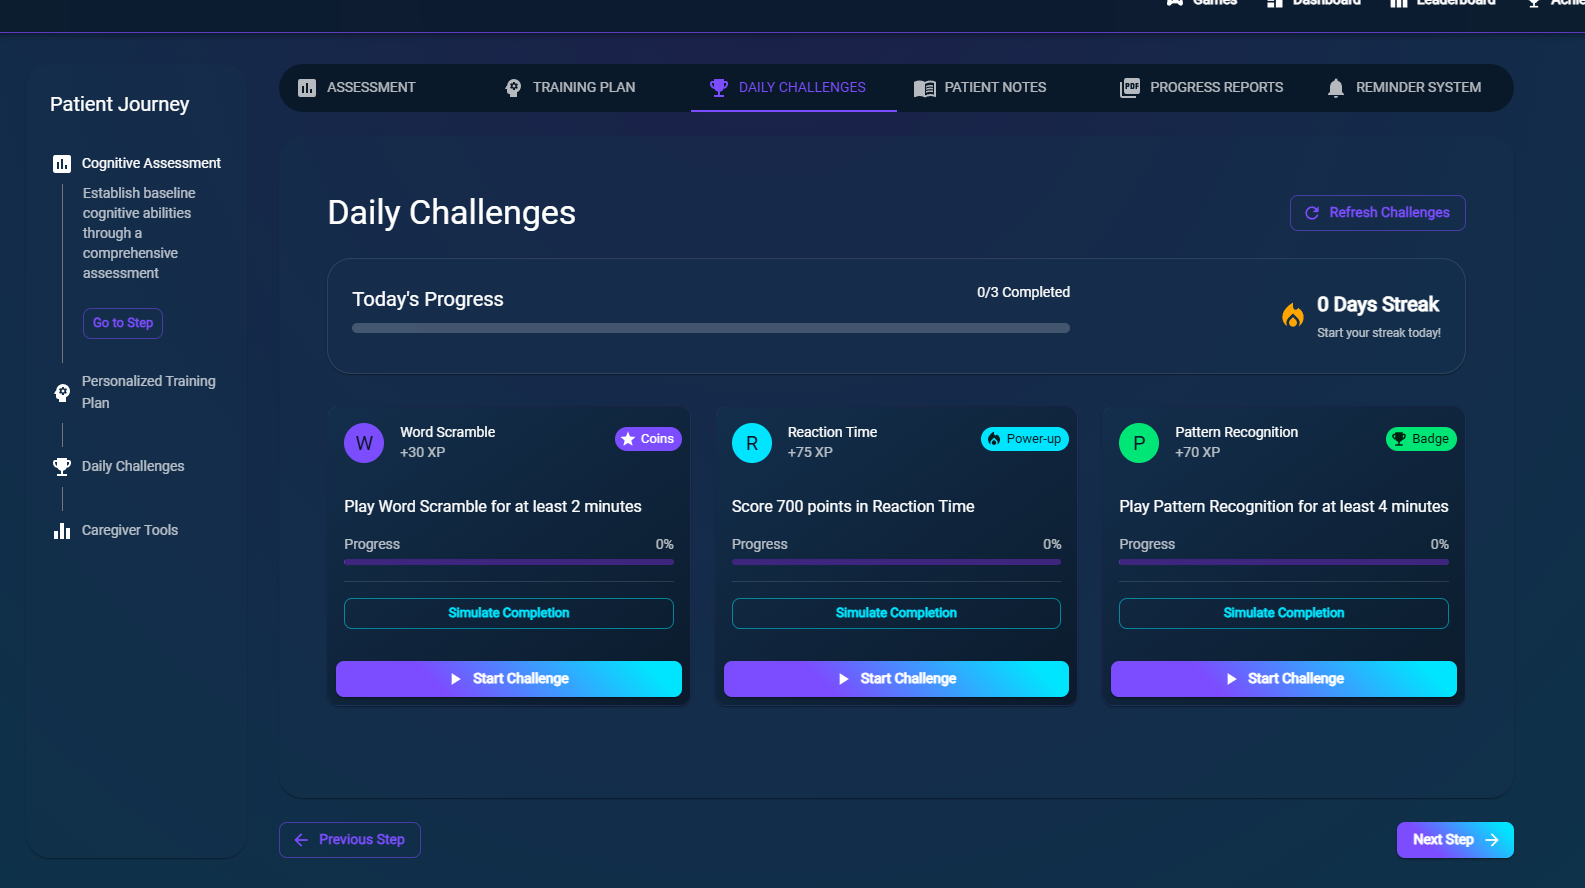 Games
Dashboard
Leaderboard
Patient Journey
Cognitive Assessment
Establish baseline
cognitive abilities
through a
comprehensive
assessment
Go to Step
Personalized Training
Plan
Daily Challenges
Caregiver Tools
ASSESSMENT
TRAINING PLAN
DAILY CHALLENGES
PATIENT NOTES
PDF
PROGRESS REPORTS
REMINDER SYSTEM
Daily Challenges
Refresh Challenges
Today's Progress
0/3 Completed
0 Days Streak
Start your streak today!
W
Word Scramble
+30 XP
Coins
Play Word Scramble for at least 2 minutes
Progress
0%
Simulate Completion
Start Challenge
R
Reaction Time
+75 XP
Power-up
Score 700 points in Reaction Time
Progress
0%
Simulate Completion
Start Challenge
P
Pattern Recognition
+70 XP
Badge
Play Pattern Recognition for at least 4 minutes
Progress
0%
Simulate Completion
Start Challenge
Previous Step
Next Step